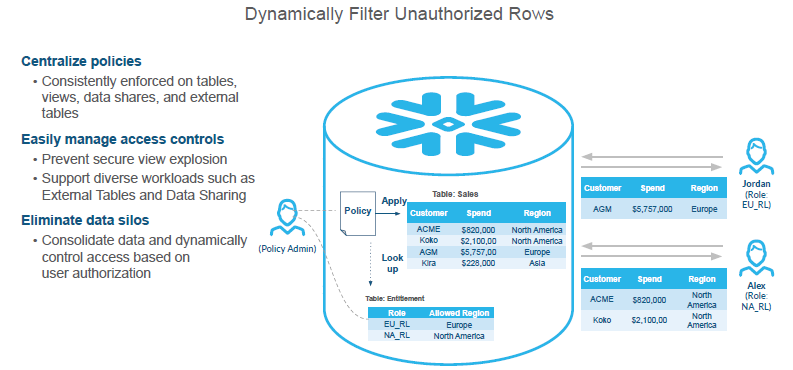 Dynamically Filter Unauthorized Rows
Centralize policies
• Consistently enforced on tables,
views, data shares, and external
tables
Easily manage access controls
• Prevent secure view explosion
• Support diverse workloads such as
External Tables and Data Sharing
Eliminate data silos
• Consolidate data and dynamically
control access based on
user authorization
(Policy Admin)
Policy
Apply
Look
up
Table: Sales
Customer Spend Region
ACME $820,000 North America
Koko $2,100,00 North America
AGM $5,757,00 Europe
Kira $228,000 Asia
Table: Entitlement
Role Allowed Region
EU_RL Europe
NA_RL North America
Customer Spend Region
AGM $5,757,000 Europe
Jordan
(Role:
EU_RL)
Customer Spend Region
ACME $820,000 North
America
Koko $2,100,00 North
America
Alex
(Role:
NA_RL)